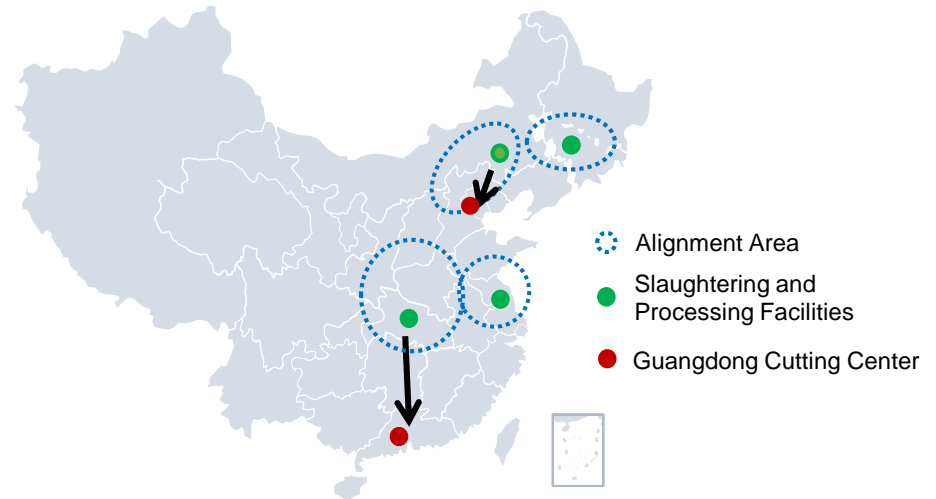 Alignment Area
Slaughtering and
Processing Facilities
Guangdong Cutting Center